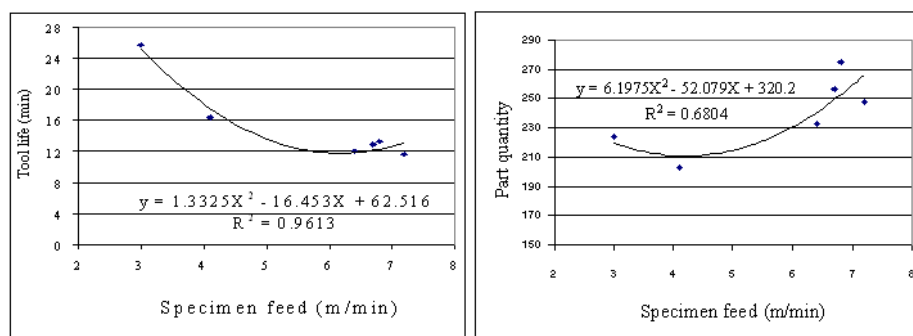 28
24
20
16
12
8
4
0
Tool life (min)
y = 1.3325X² - 16.453X + 62.516
R² = 0.9613
2 3 4 5 6 7 8
Specimen feed (m/min)
290
270
250
230
210
190
170
150
Part quantity
y = 6.1975X² - 52.079X + 320.2
R² = 0.6804
2 3 4 5 6 7 8
Specimen feed (m/min)